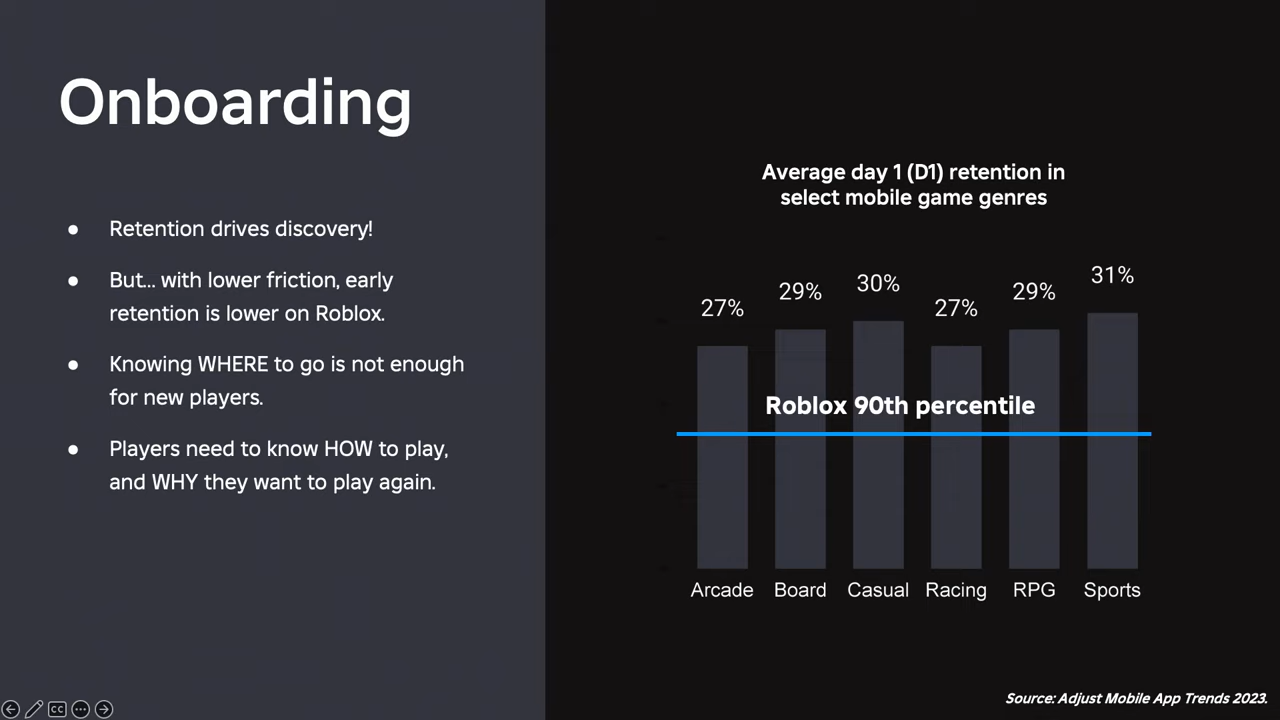 Onboarding
● Retention drives discovery!
● But... with lower friction, early
retention is lower on Roblox.
● Knowing WHERE to go is not enough
for new players.
● Players need to know HOW to play,
and WHY they want to play again.
Average day 1 (D1) retention in
select mobile game genres
27% 29% 30% 27% 29% 31%
Roblox 90th percentile
Arcade Board Casual Racing RPG Sports
Source: Adjust Mobile App Trends 2023.
CC